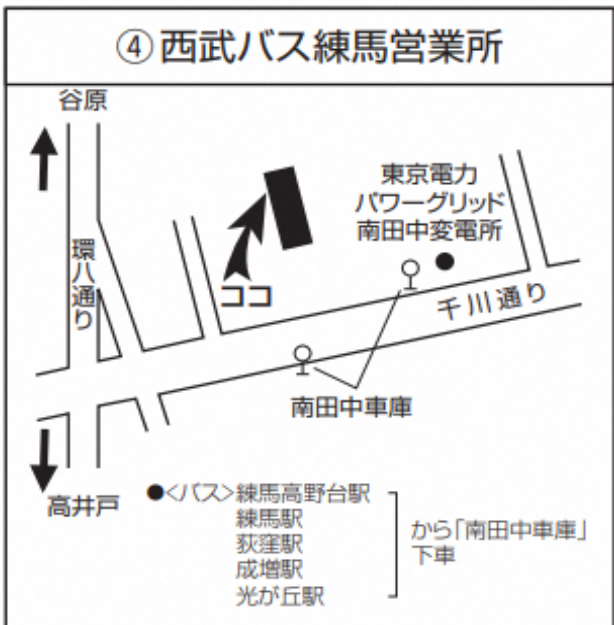 ④西武バス練馬営業所
谷原
環八通り
東京電力
パワーグリッド
南田中変電所
ココ
千川通り
南田中車庫
高井戸
●<バス>練馬高野台駅
練馬駅
荻窪駅
成増駅
光が丘駅
から「南田中車庫」
下車